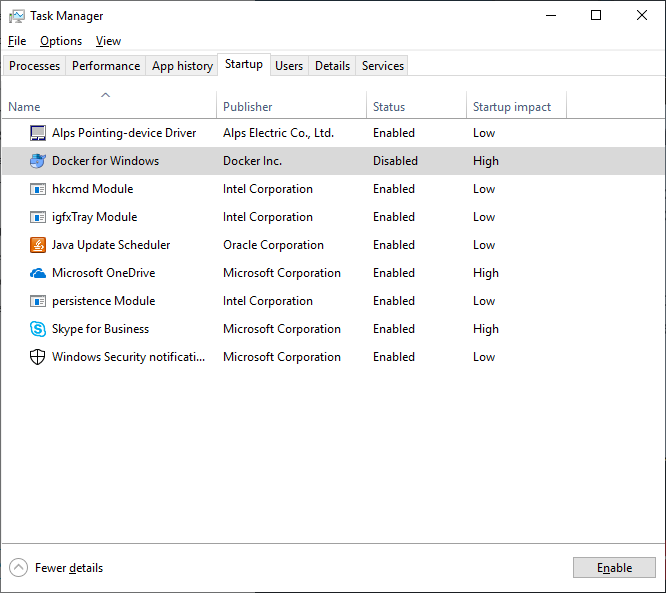 Task Manager
File Options View
Processes Performance App history Startup Users Details Services
Name Publisher Status Startup impact
Alps Pointing-device Driver Alps Electric Co., Ltd. Enabled Low
Docker for Windows Docker Inc. Disabled High
hkcmd Module Intel Corporation Enabled Low
igfxTray Module Intel Corporation Enabled Low
Java Update Scheduler Oracle Corporation Enabled Low
Microsoft OneDrive Microsoft Corporation Enabled High
persistence Module Intel Corporation Enabled Low
Skype for Business Microsoft Corporation Enabled High
Windows Security notificati... Microsoft Corporation Enabled Low
Fewer details Enable